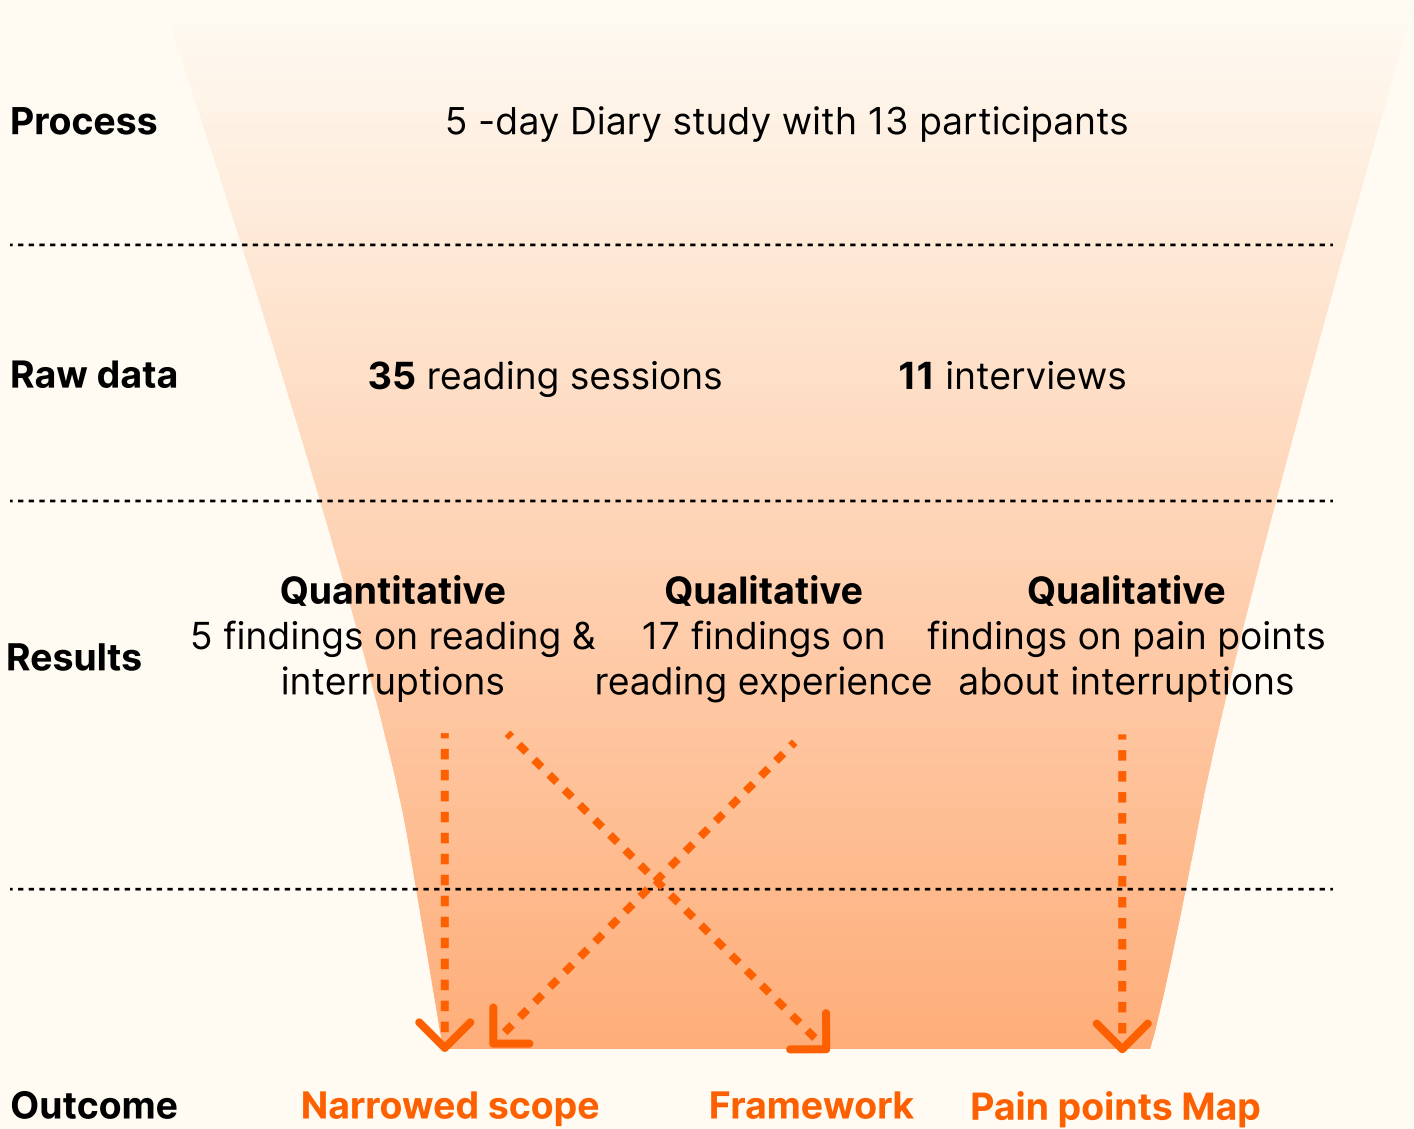 Process
5 -day Diary study with 13 participants
Raw data
35 reading sessions
11 interviews
Results
Quantitative
5 findings on reading &
interruptions
Qualitative
17 findings on
reading experience
Qualitative
findings on pain points
about interruptions
Outcome
Narrowed scope
Framework
Pain points Map